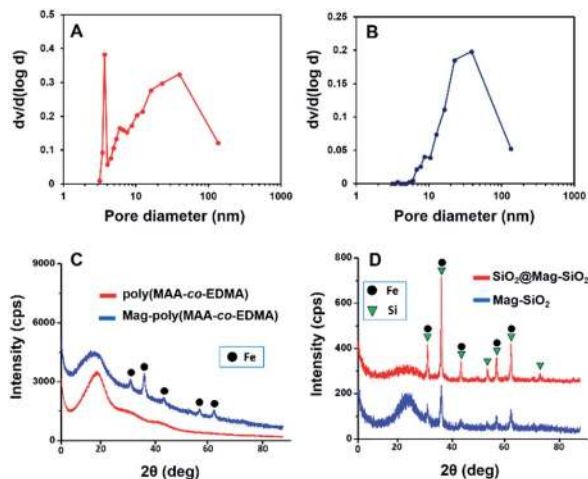 A
dv/d(log d)
0.5
0.4
0.3
0.2
0.1
0
1
10
100
1000
Pore diameter (nm)
B
dv/d(log d)
0.25
0.2
0.15
0.1
0.05
0
1
10
100
1000
Pore diameter (nm)
C
Intensity (cps)
9000
6000
3000
0
0
20
40
60
80
poly(MAA-co-EDMA)
Mag-poly(MAA-co-EDMA)
Fe
2θ (deg)
D
Intensity (cps)
800
600
400
200
0
0
20
40
60
80
Fe
Si
SiO₂@Mag-SiO₂
Mag-SiO₂
2θ (deg)